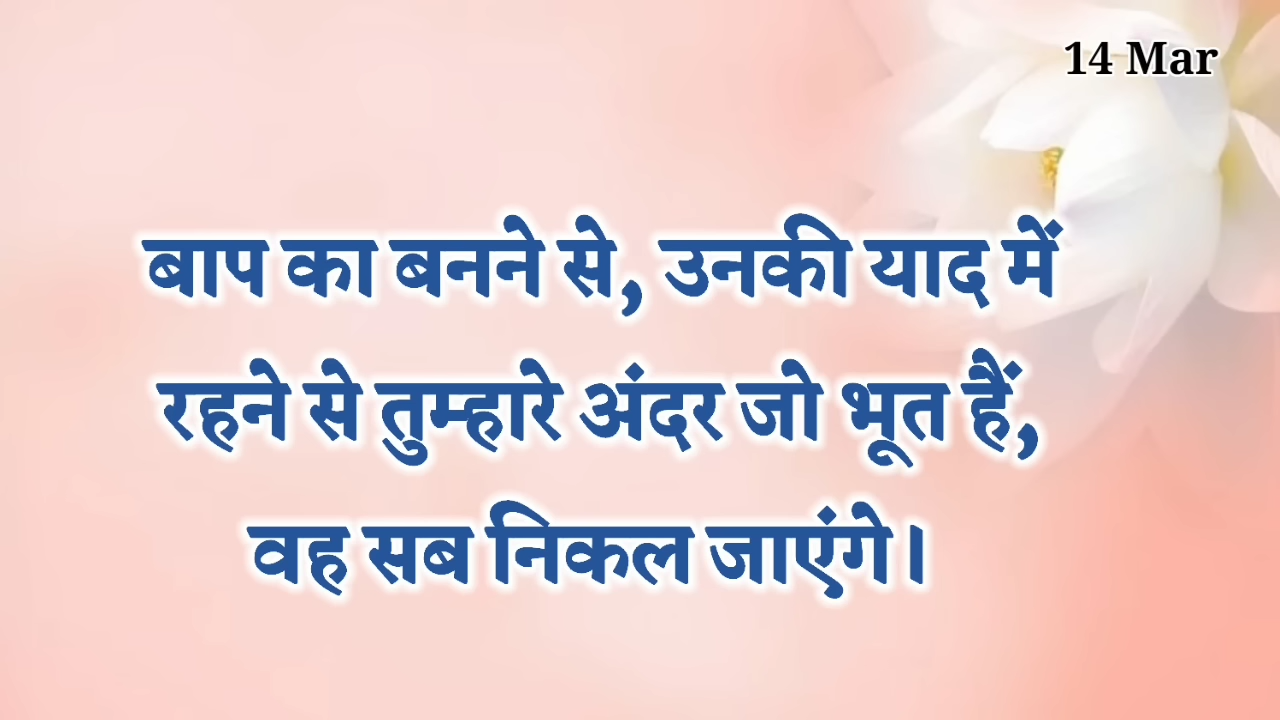 14 Mar
बाप का बनने से, उनकी याद में
रहने से तुम्हारे अंदर जो भूत हैं,
वह सब निकल जाएंगे।